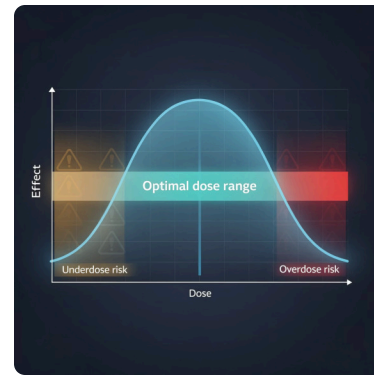 Effect
Optimal dose range
Underdose risk
Overdose risk
Dose